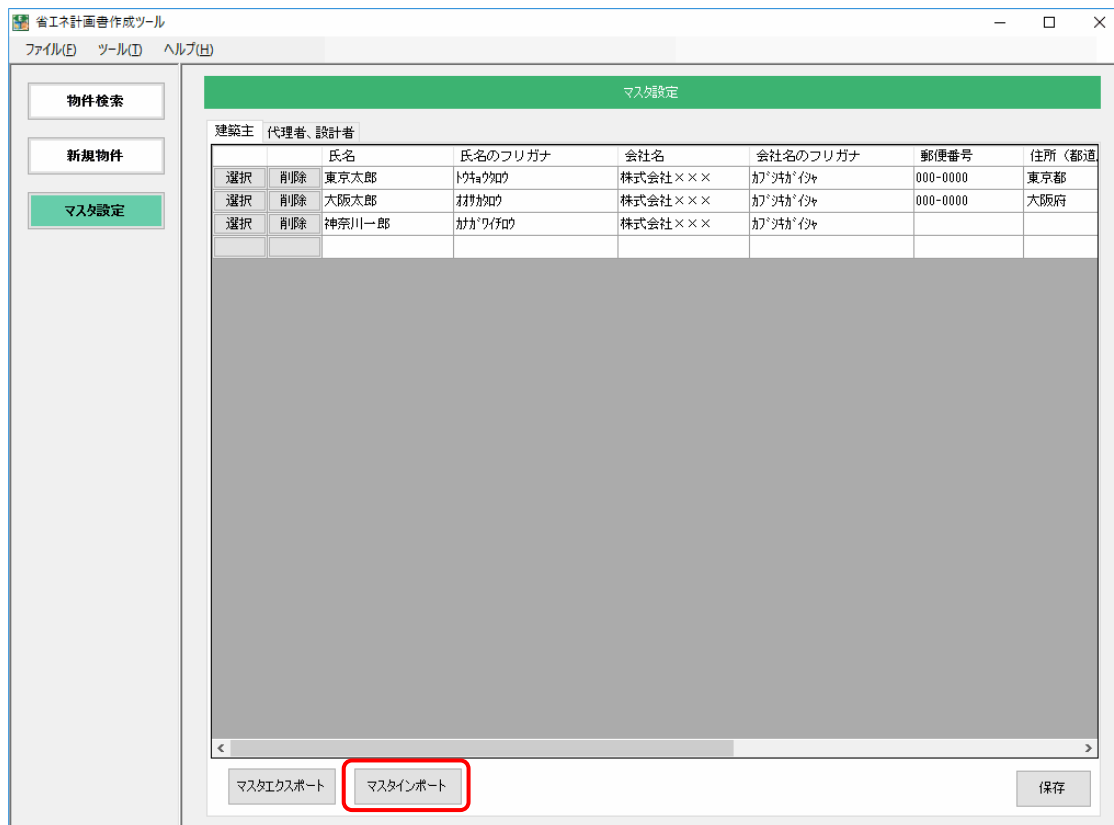 省エネ計画書作成ツール
ファイル(F) ツール(T) ヘルプ(H)
物件検索
新規物件
マスタ設定
マスタ設定
建築主 代理者、設計者
氏名 氏名のフリガナ 会社名 会社名のフリガナ 郵便番号 住所（都道
選択 削除 東京太郎 ﾄｳｷｮｳﾀﾛｳ 株式会社××× ｶﾌﾞｼｷｶﾞｲｼｬ 000-0000 東京都
選択 削除 大阪太郎 ｵｵｻｶﾀﾛｳ 株式会社××× ｶﾌﾞｼｷｶﾞｲｼｬ 000-0000 大阪府
選択 削除 神奈川一郎 ｶﾅｶﾞﾜｲﾁﾛｳ 株式会社××× ｶﾌﾞｼｷｶﾞｲｼｬ
マスタエクスポート マスタインポート 保存